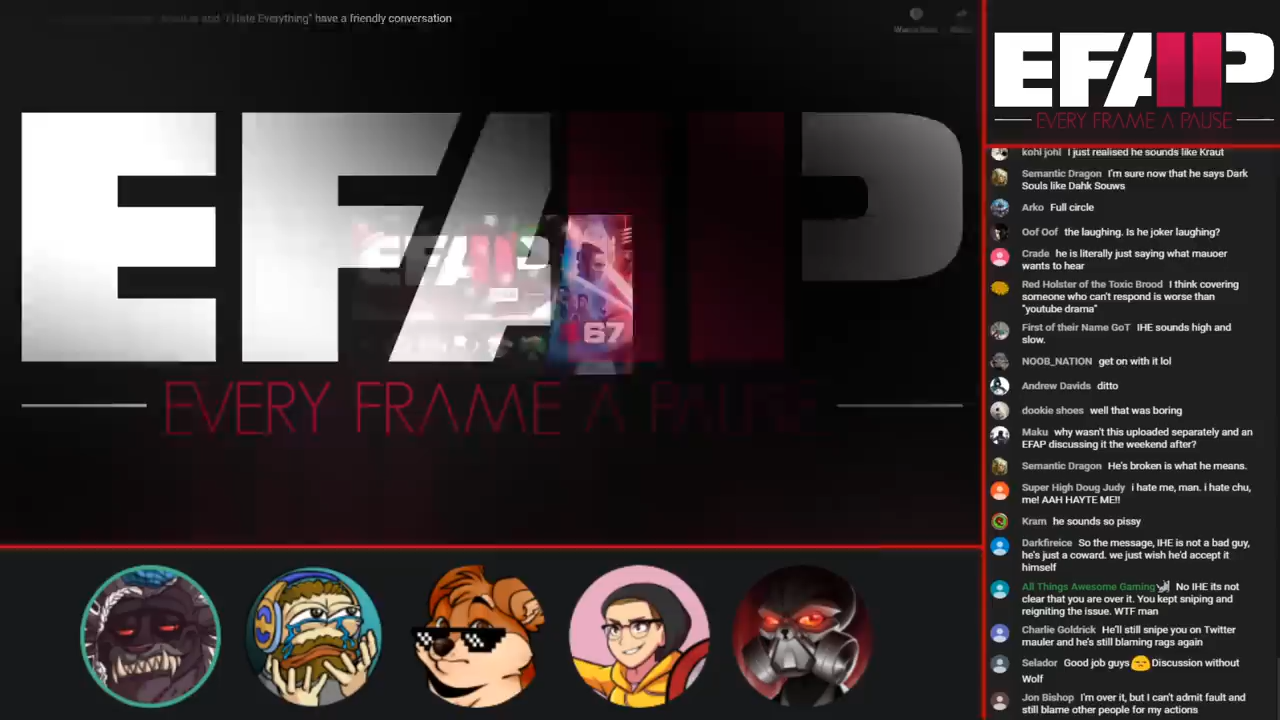 "I Hate Everything" have a friendly conversation
EFAP
EVERY FRAME A PAUSE
EFAP
67
EFAP
EVERY FRAME A PAUSE
kohl johl I just realised he sounds like Kraut
Semantic Dragon I'm sure now that he says Dark
Souls like Dahk Souws
Arko Full circle
Oof Oof the laughing. Is he joker laughing?
Crade he is literally just saying what mauoer
wants to hear
Red Holster of the Toxic Brood I think covering
someone who can't respond is worse than
"youtube drama"
First of their Name GoT IHE sounds high and
slow.
NOOB_NATION get on with it lol
Andrew Davids ditto
dookie shoes well that was boring
Maku why wasn't this uploaded separately and an
EFAP discussing it the weekend after?
Semantic Dragon He's broken is what he means.
Super High Doug Judy i hate me, man. i hate chu,
me! AAH HAYTE ME!!
Kram he sounds so pissy
Darkfireice So the message, IHE is not a bad guy,
he's just a coward. we just wish he'd accept it
himself
All Things Awesome Gaming No IHE its not
clear that you are over it. You kept sniping and
reigniting the issue. WTF man
Charlie Goldrick He'll still snipe you on Twitter
mauler and he's still blaming rags again
Selador Good job guys 😔 Discussion without
Wolf
Jon Bishop I'm over it, but I can't admit fault and
still blame other people for my actions